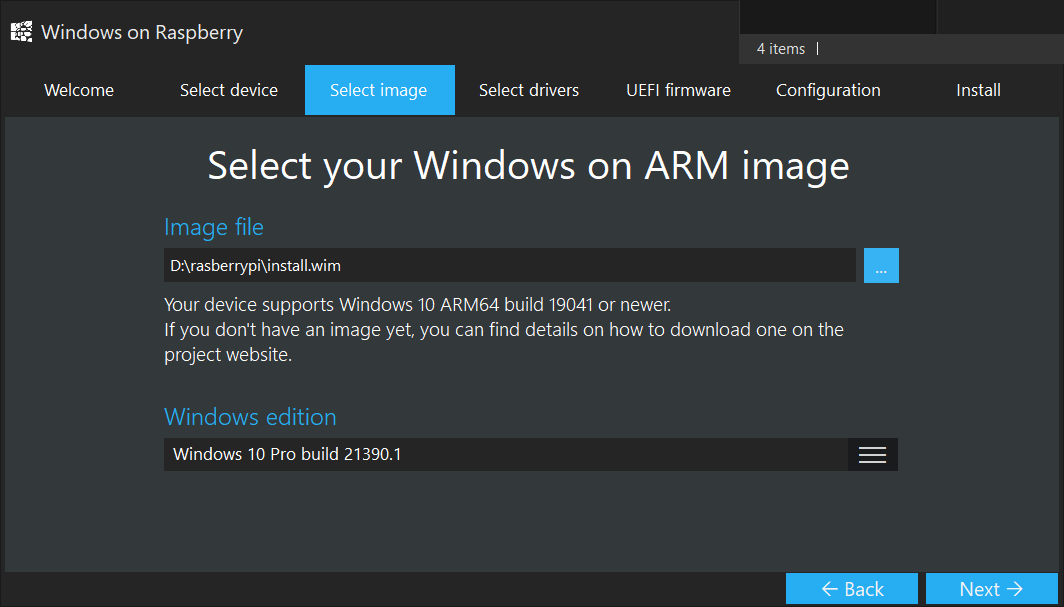 Windows on Raspberry
4 items
Welcome Select device Select image Select drivers UEFI firmware Configuration Install
Select your Windows on ARM image
Image file
D:\rasberrypi\install.wim ...
Your device supports Windows 10 ARM64 build 19041 or newer.
If you don't have an image yet, you can find details on how to download one on the
project website.
Windows edition
Windows 10 Pro build 21390.1
← Back Next →